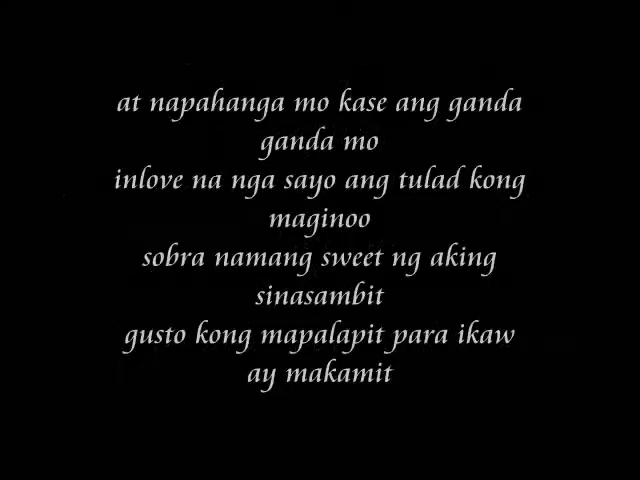 at napahanga mo kase ang ganda
ganda mo
inlove na nga sayo ang tulad kong
maginoo
sobra namang sweet ng aking
sinasambit
gusto kong mapalapit para ikaw
ay makamit